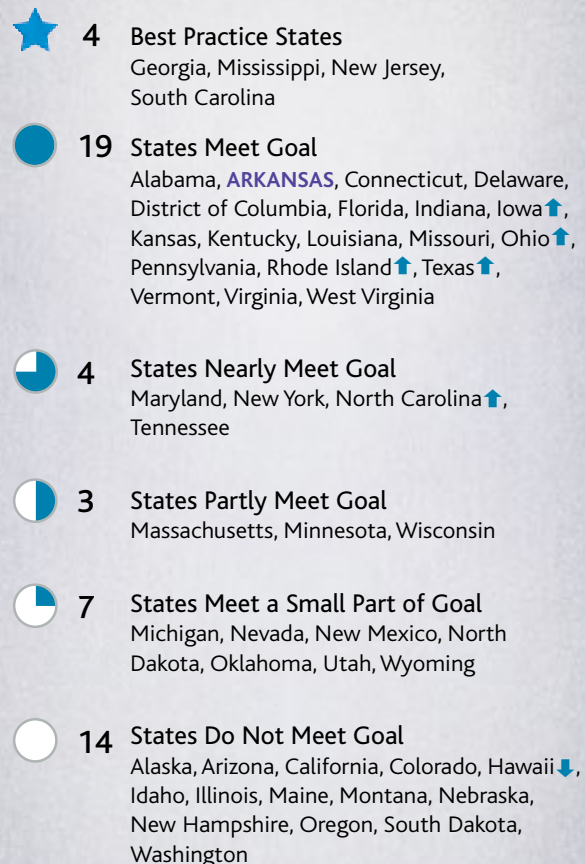 4 Best Practice States
Georgia, Mississippi, New Jersey,
South Carolina
19 States Meet Goal
Alabama, ARKANSAS, Connecticut, Delaware,
District of Columbia, Florida, Indiana, Iowa⬆,
Kansas, Kentucky, Louisiana, Missouri, Ohio⬆,
Pennsylvania, Rhode Island⬆, Texas⬆,
Vermont, Virginia, West Virginia
4 States Nearly Meet Goal
Maryland, New York, North Carolina⬆,
Tennessee
3 States Partly Meet Goal
Massachusetts, Minnesota, Wisconsin
7 States Meet a Small Part of Goal
Michigan, Nevada, New Mexico, North
Dakota, Oklahoma, Utah, Wyoming
14 States Do Not Meet Goal
Alaska, Arizona, California, Colorado, Hawaii⬇,
Idaho, Illinois, Maine, Montana, Nebraska,
New Hampshire, Oregon, South Dakota,
Washington